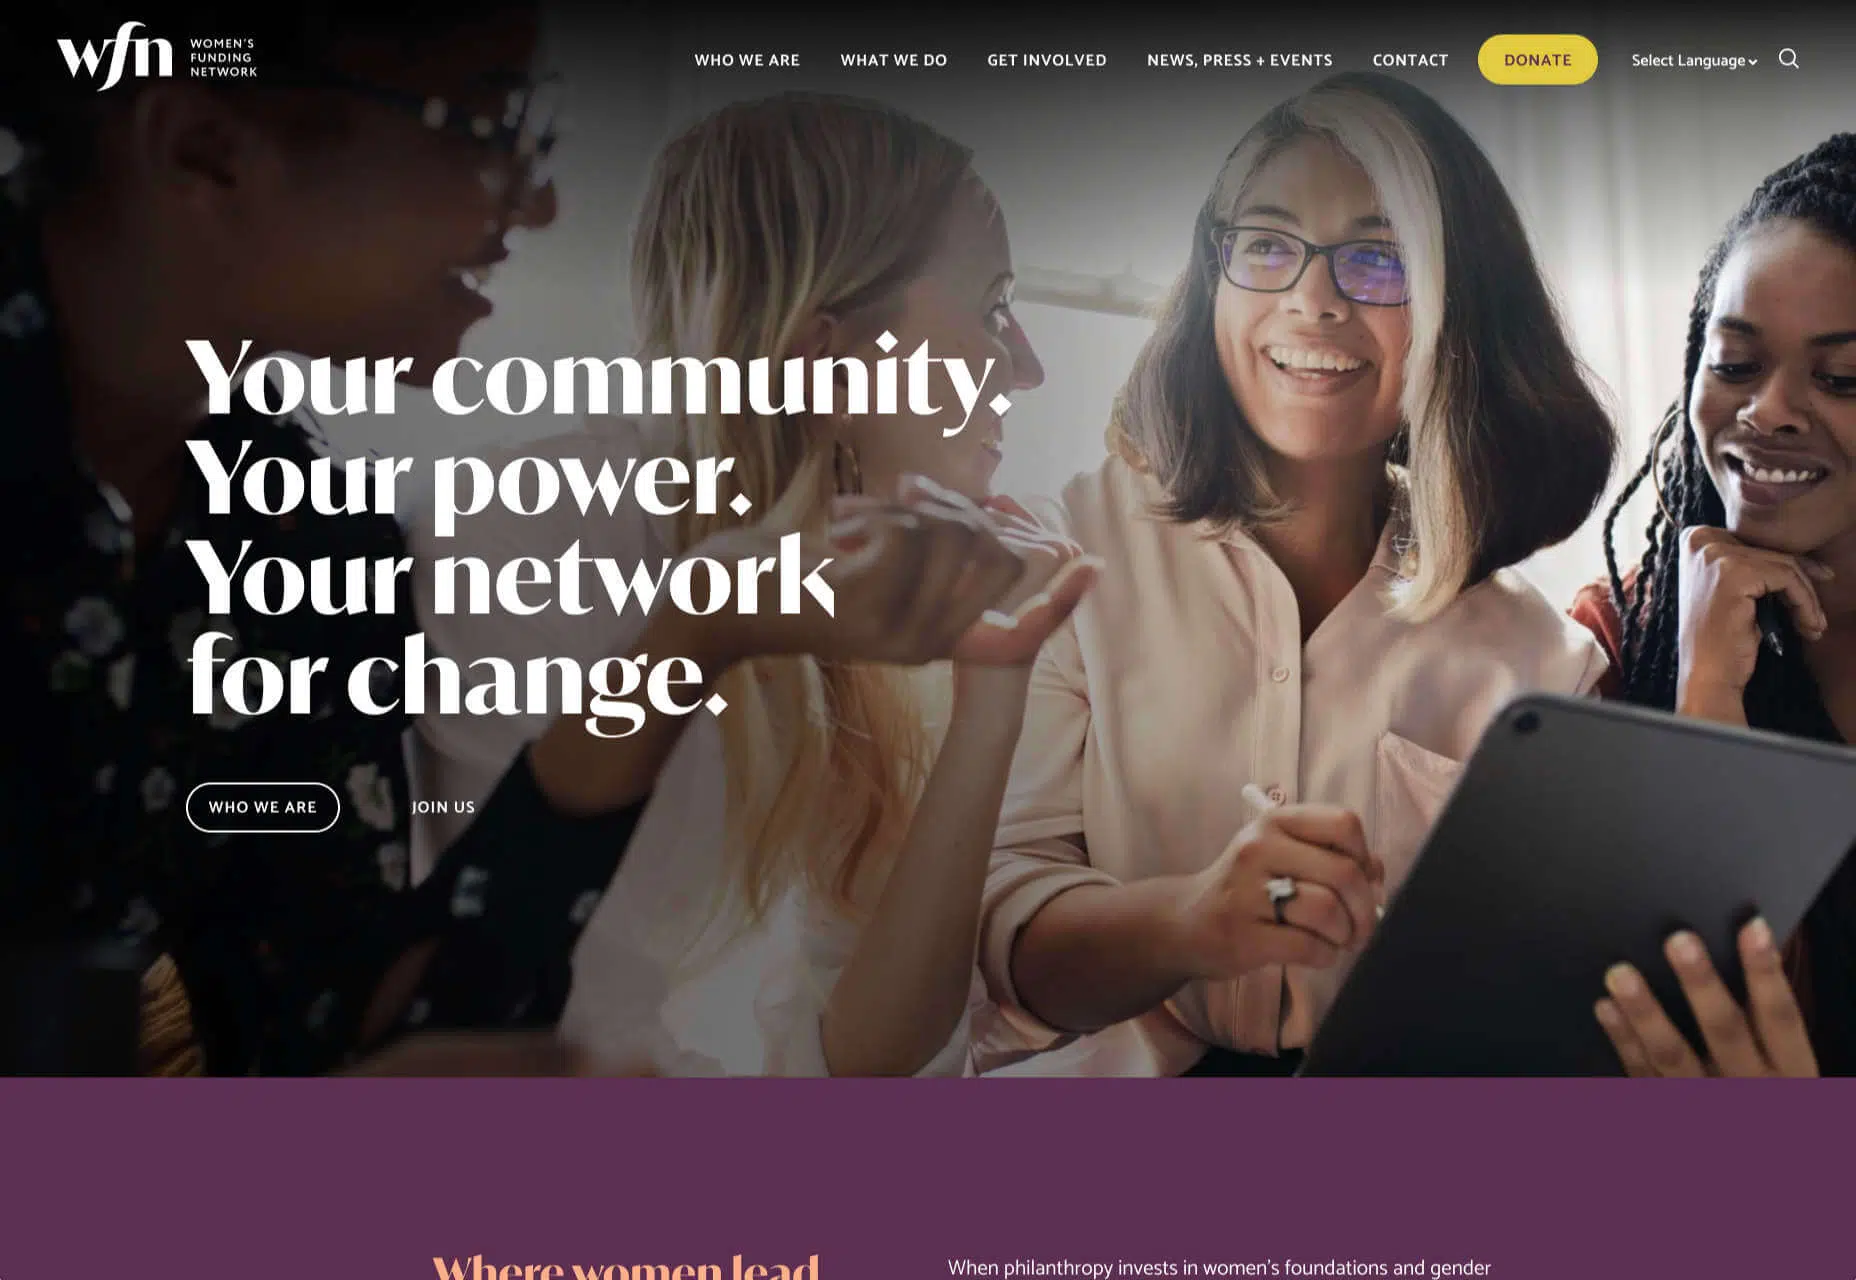 wfn
WOMEN'S
FUNDING
NETWORK
WHO WE ARE
WHAT WE DO
GET INVOLVED
NEWS, PRESS + EVENTS
CONTACT
DONATE
Select Language
Your community.
Your power.
Your network
for change.
WHO WE ARE
JOIN US
Where women lead
When philanthropy invests in women's foundations and gender